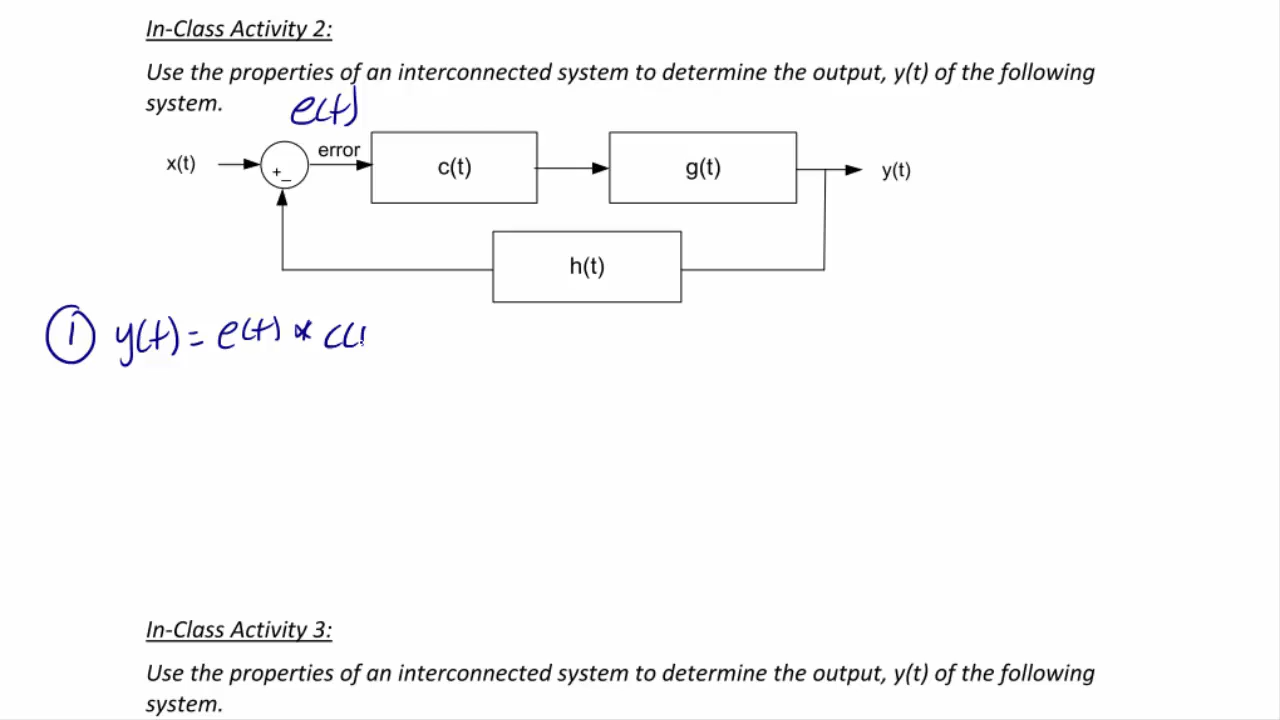 In-Class Activity 2:
Use the properties of an interconnected system to determine the output, y(t) of the following
system.
e(t)
error
x(t)
+
_
c(t)
g(t)
y(t)
h(t)
① y(t) = e(t) * c(
In-Class Activity 3:
Use the properties of an interconnected system to determine the output, y(t) of the following
system.